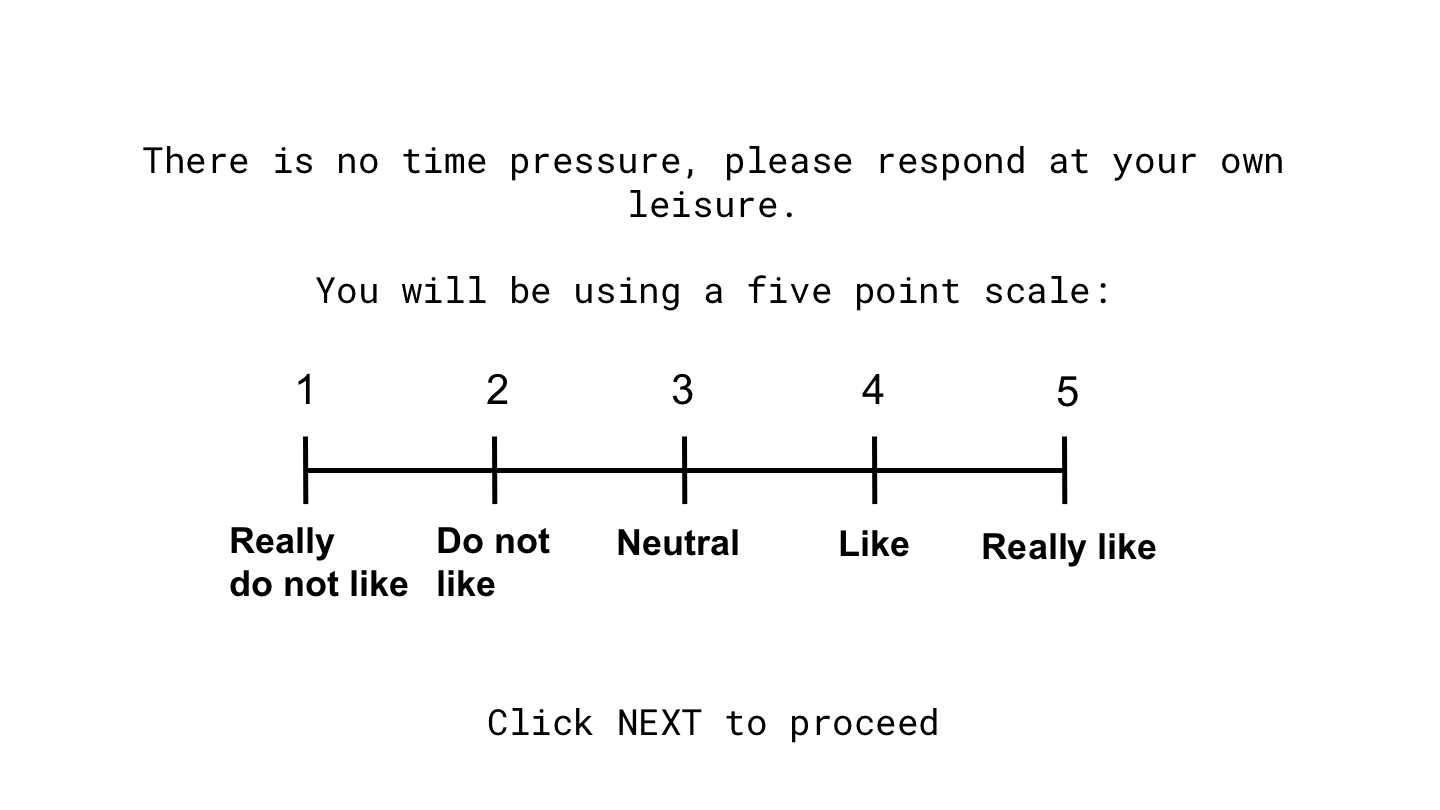 There is no time pressure, please respond at your own
leisure.
You will be using a five point scale:
1 2 3 4 5
Really Do not Neutral Like Really like
do not like like
Click NEXT to proceed